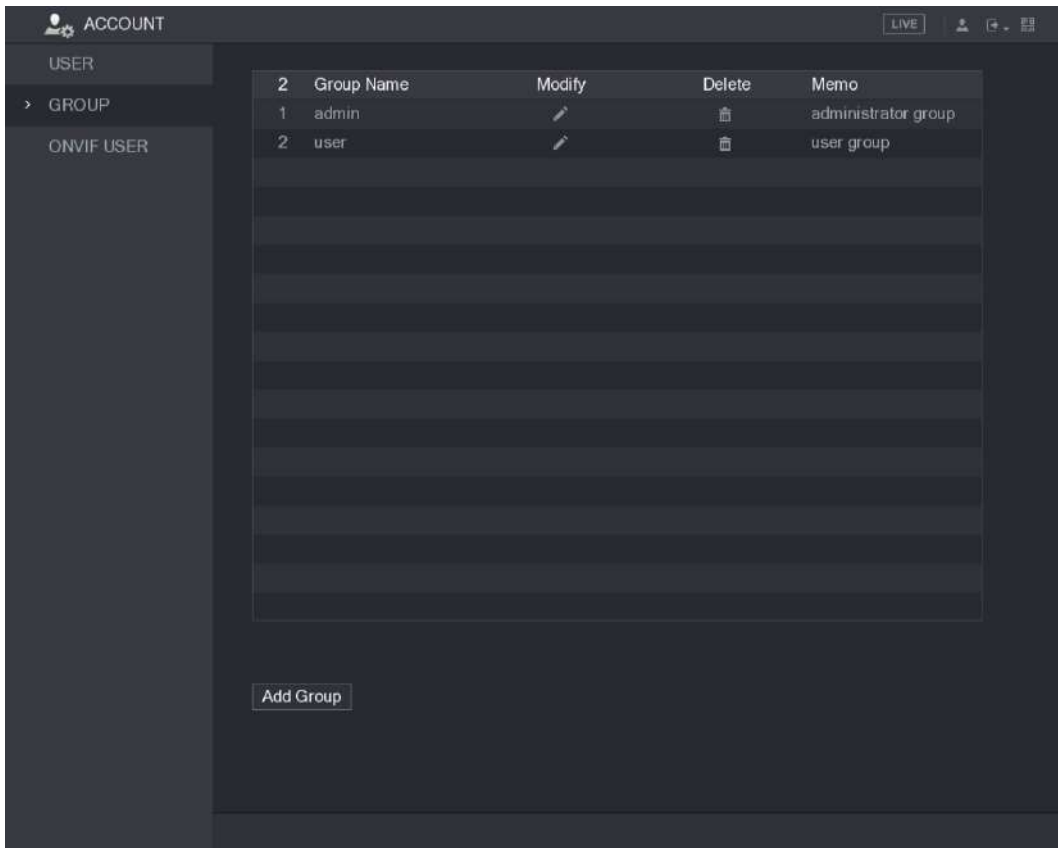 ACCOUNT
LIVE
USER
GROUP
ONVIF USER
2 Group Name Modify Delete Memo
1 admin administrator group
2 user user group
Add Group